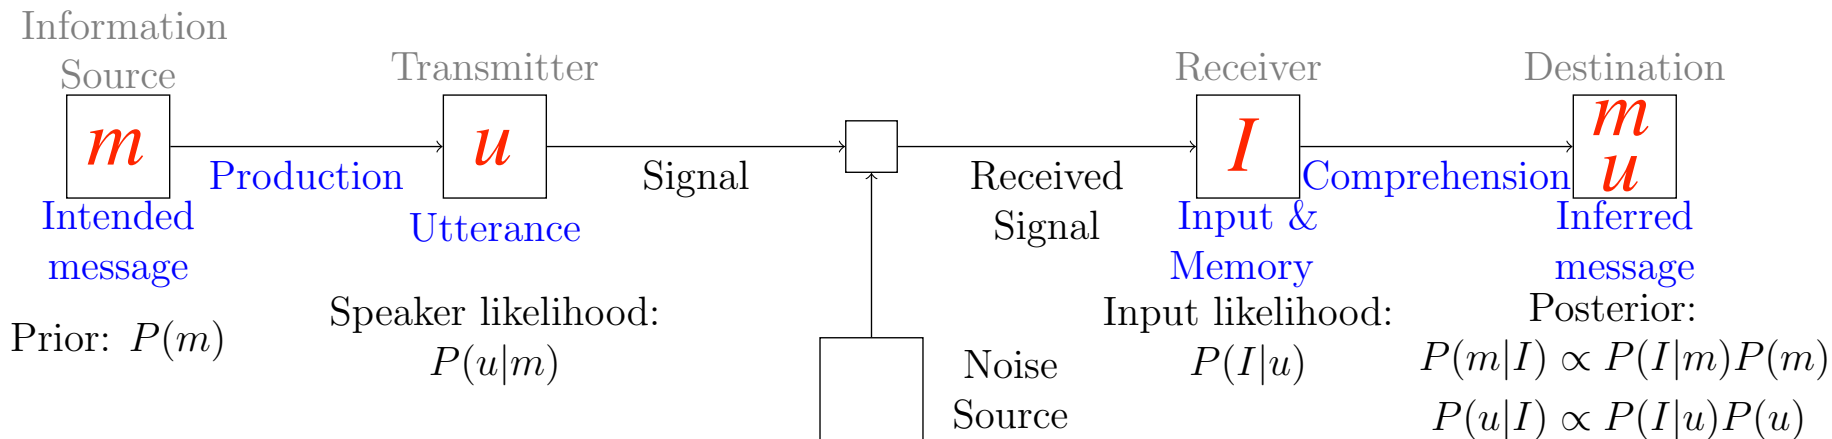 Information
Source
Transmitter
Receiver
Destination
m
u
I
m
u
Production
Signal
Received
Signal
Comprehension
Intended
message
Utterance
Input &
Memory
Inferred
message
Prior: P(m)
Speaker likelihood:
P(u|m)
Noise
Source
Input likelihood:
P(I|u)
Posterior:
P(m|I) ∝ P(I|m)P(m)
P(u|I) ∝ P(I|u)P(u)